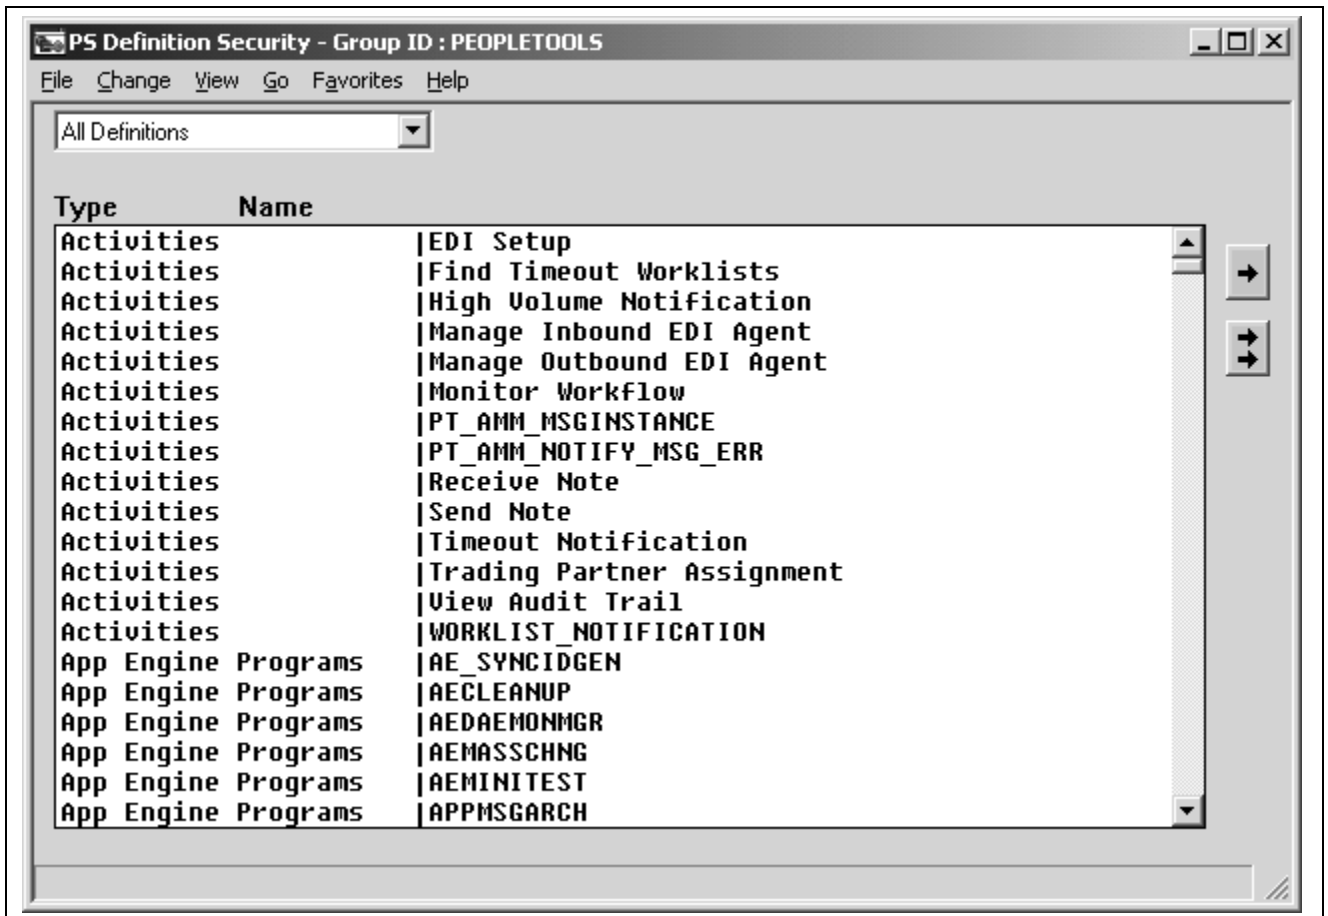 PS Definition Security - Group ID : PEOPLETOOLS
File Change View Go Favorites Help
All Definitions
Type Name
Activities |EDI Setup
Activities |Find Timeout Worklists
Activities |High Volume Notification
Activities |Manage Inbound EDI Agent
Activities |Manage Outbound EDI Agent
Activities |Monitor Workflow
Activities |PT_AMM_MSGINSTANCE
Activities |PT_AMM_NOTIFY_MSG_ERR
Activities |Receive Note
Activities |Send Note
Activities |Timeout Notification
Activities |Trading Partner Assignment
Activities |View Audit Trail
Activities |WORKLIST_NOTIFICATION
App Engine Programs |AE_SYNCIDGEN
App Engine Programs |AECLEANUP
App Engine Programs |AEDAEMONMGR
App Engine Programs |AEMASSCHNG
App Engine Programs |AEMINITEST
App Engine Programs |APPMSGARCH